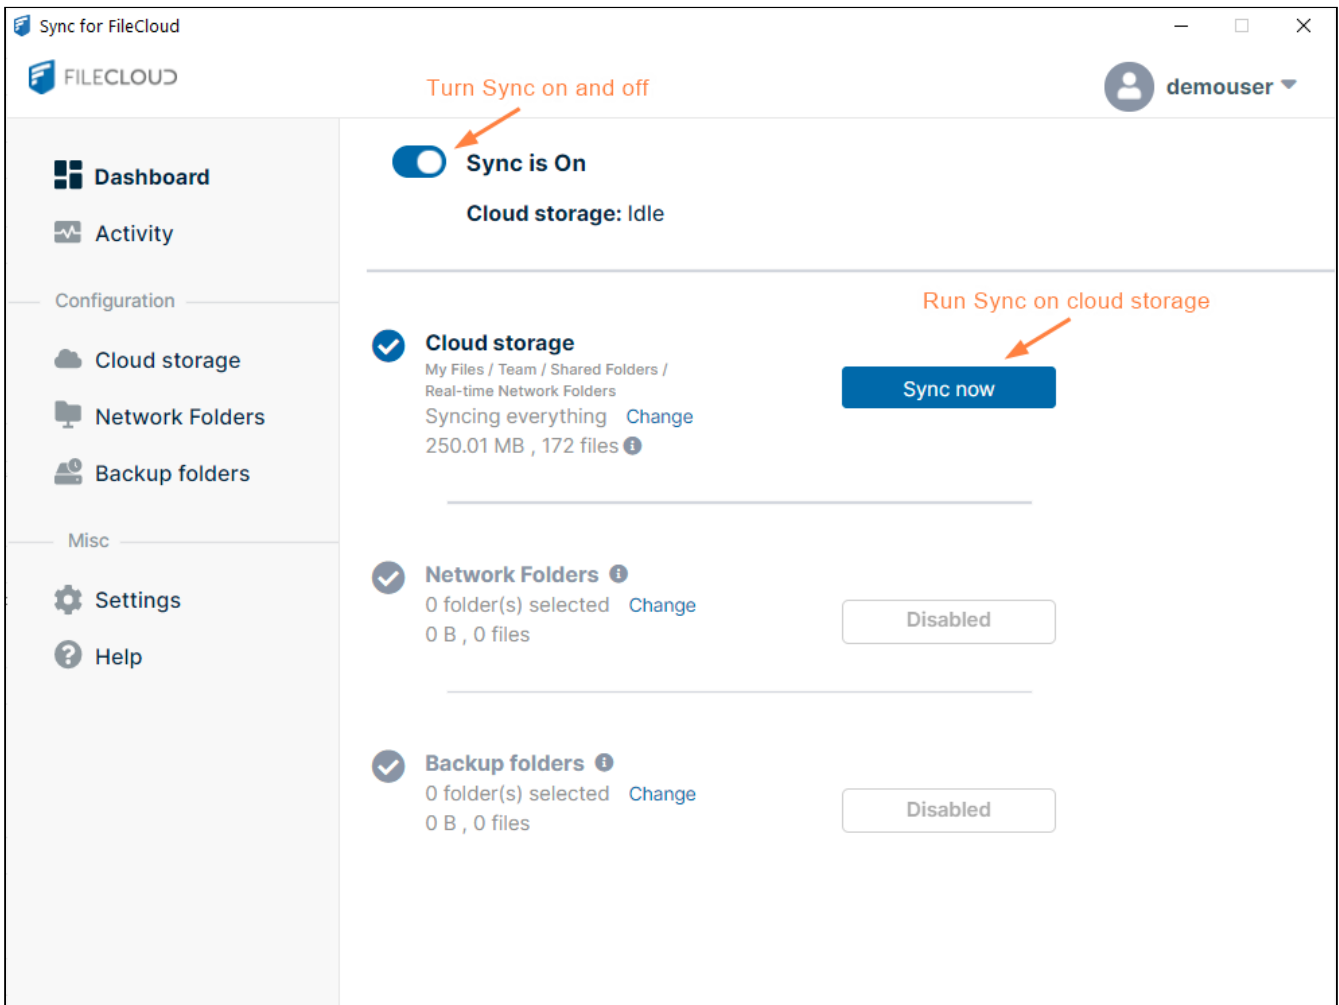 Sync for FileCloud
FILECLOUD
Turn Sync on and off
demouser
Dashboard
Activity
Configuration
Cloud storage
Network Folders
Backup folders
Misc
Settings
Help
Sync is On
Cloud storage: Idle
Run Sync on cloud storage
Cloud storage
My Files / Team / Shared Folders /
Real-time Network Folders
Syncing everything Change
250.01 MB , 172 files
Sync now
Network Folders
0 folder(s) selected Change
0 B , 0 files
Disabled
Backup folders
0 folder(s) selected Change
0 B , 0 files
Disabled